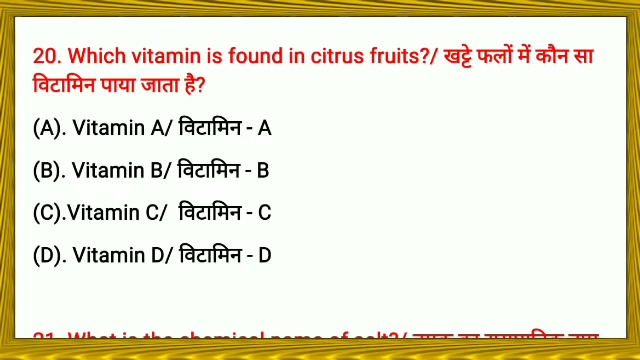 20. Which vitamin is found in citrus fruits?/ खट्टे फलों में कौन सा
विटामिन पाया जाता है?
(A). Vitamin A/ विटामिन - A
(B). Vitamin B/ विटामिन - B
(C).Vitamin C/ विटामिन - C
(D). Vitamin D/ विटामिन - D
21. What is the chemical name of salt?/